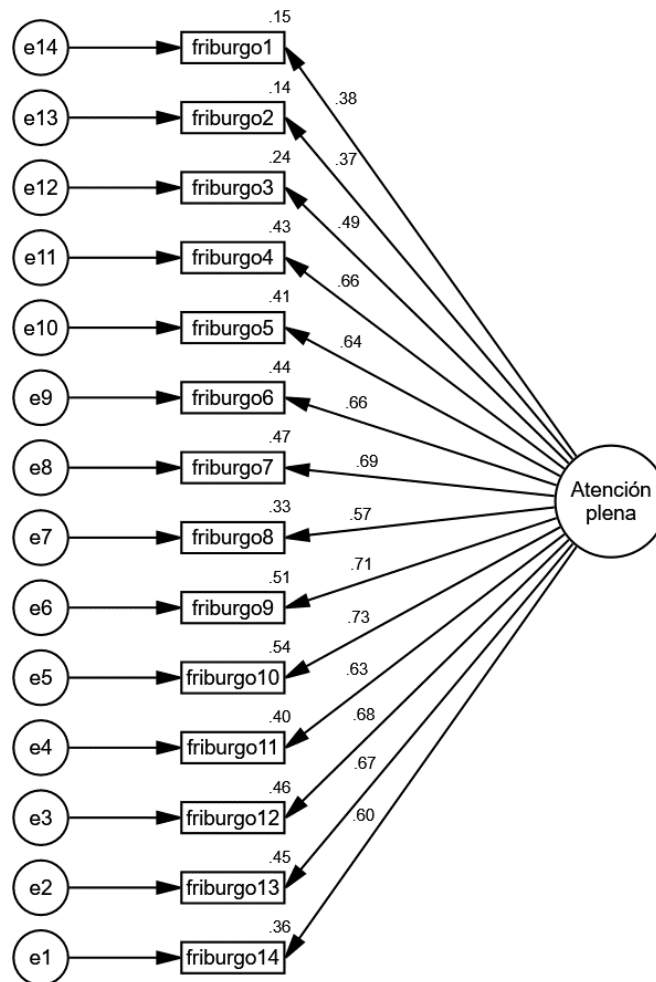 .15
e14 friburgo1 .38
.14
e13 friburgo2 .37
.24
e12 friburgo3 .49
.43
e11 friburgo4 .66
.41
e10 friburgo5 .64
.44
e9 friburgo6 .66
.47
e8 friburgo7 .69
.33
e7 friburgo8 .57
.51
e6 friburgo9 .71
.54
e5 friburgo10 .73
.40
e4 friburgo11 .63
.46
e3 friburgo12 .68
.45
e2 friburgo13 .67
.36
e1 friburgo14 .60
Atención
plena